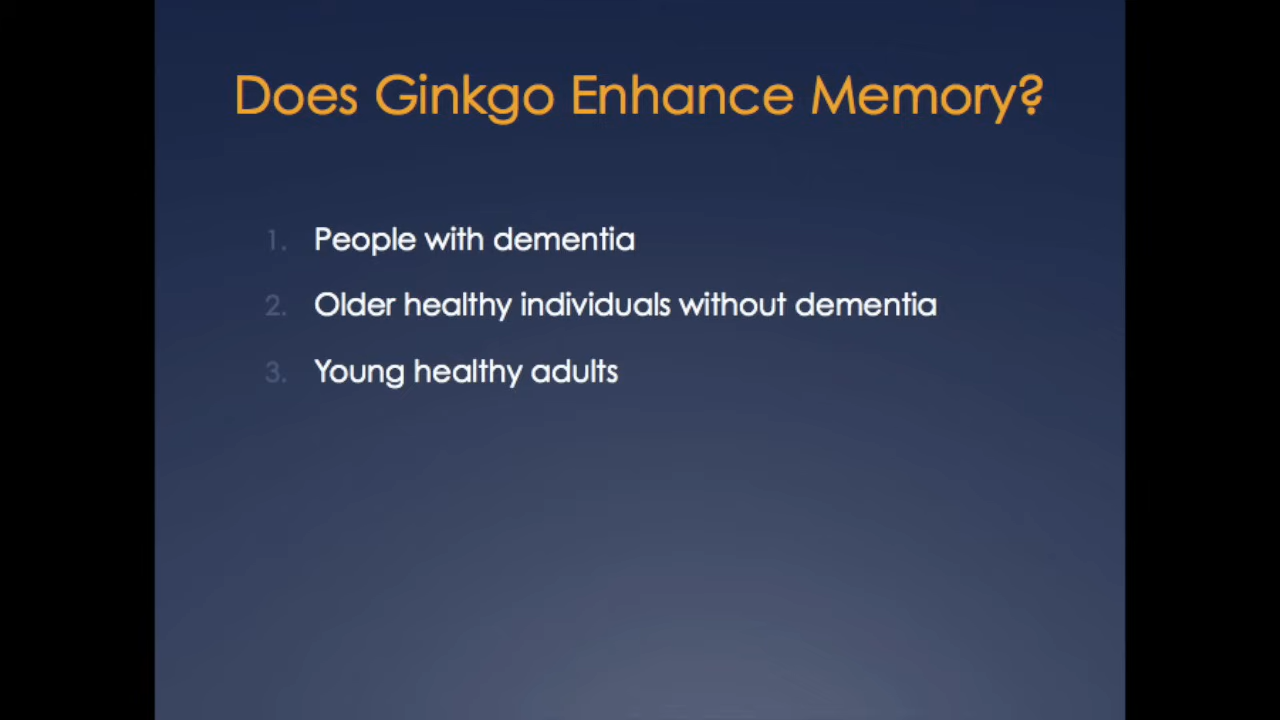 Does Ginkgo Enhance Memory?
1. People with dementia
2. Older healthy individuals without dementia
3. Young healthy adults